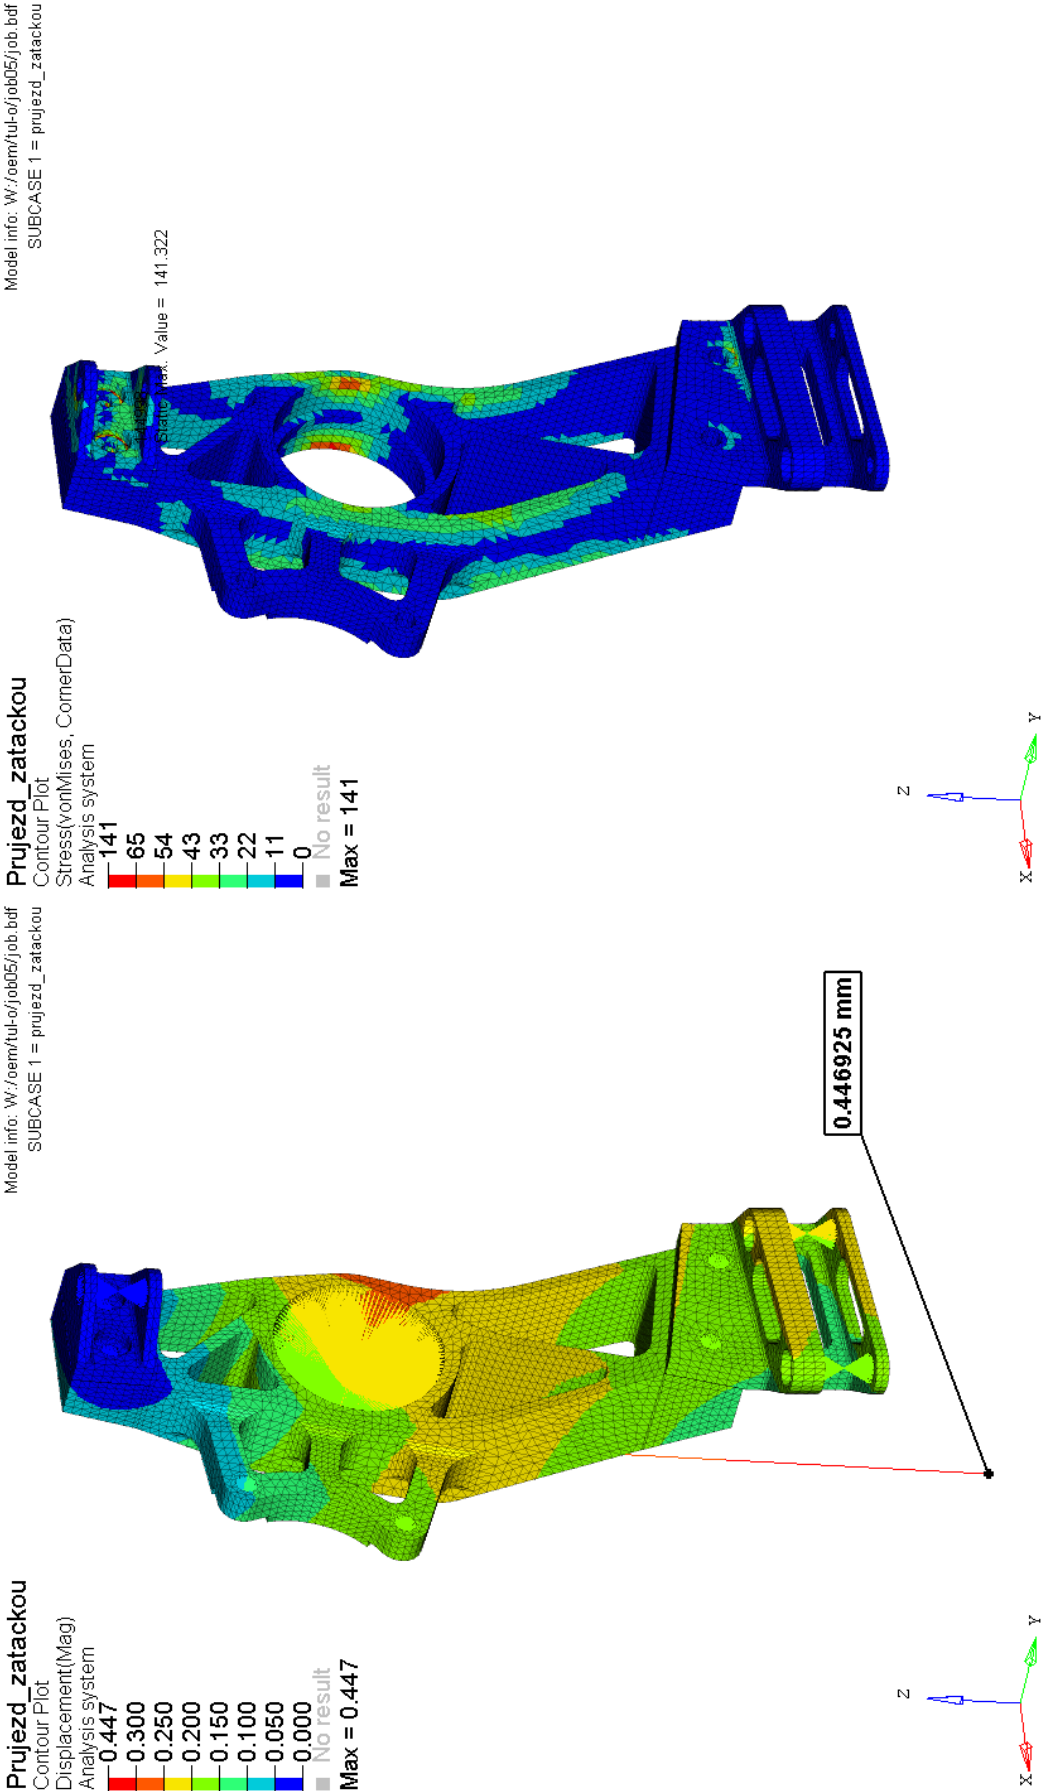 Prujezd_zatackou
Contour Plot
Displacement(Mag)
Analysis system
0.447
0.300
0.250
0.200
0.150
0.100
0.050
0.000
No result
Max = 0.447
Model info: W:/oem/tul-o/job05/job.bdf
SUBCASE 1 = prujezd_zatackou
0.446925 mm
Z
X
Y
Prujezd_zatackou
Contour Plot
Stress(vonMises, CornerData)
Analysis system
141
65
54
43
33
22
11
0
No result
Max = 141
Model info: W:/oem/tul-o/job05/job.bdf
SUBCASE 1 = prujezd_zatackou
Static Max. Value = 141.322
Z
X
Y